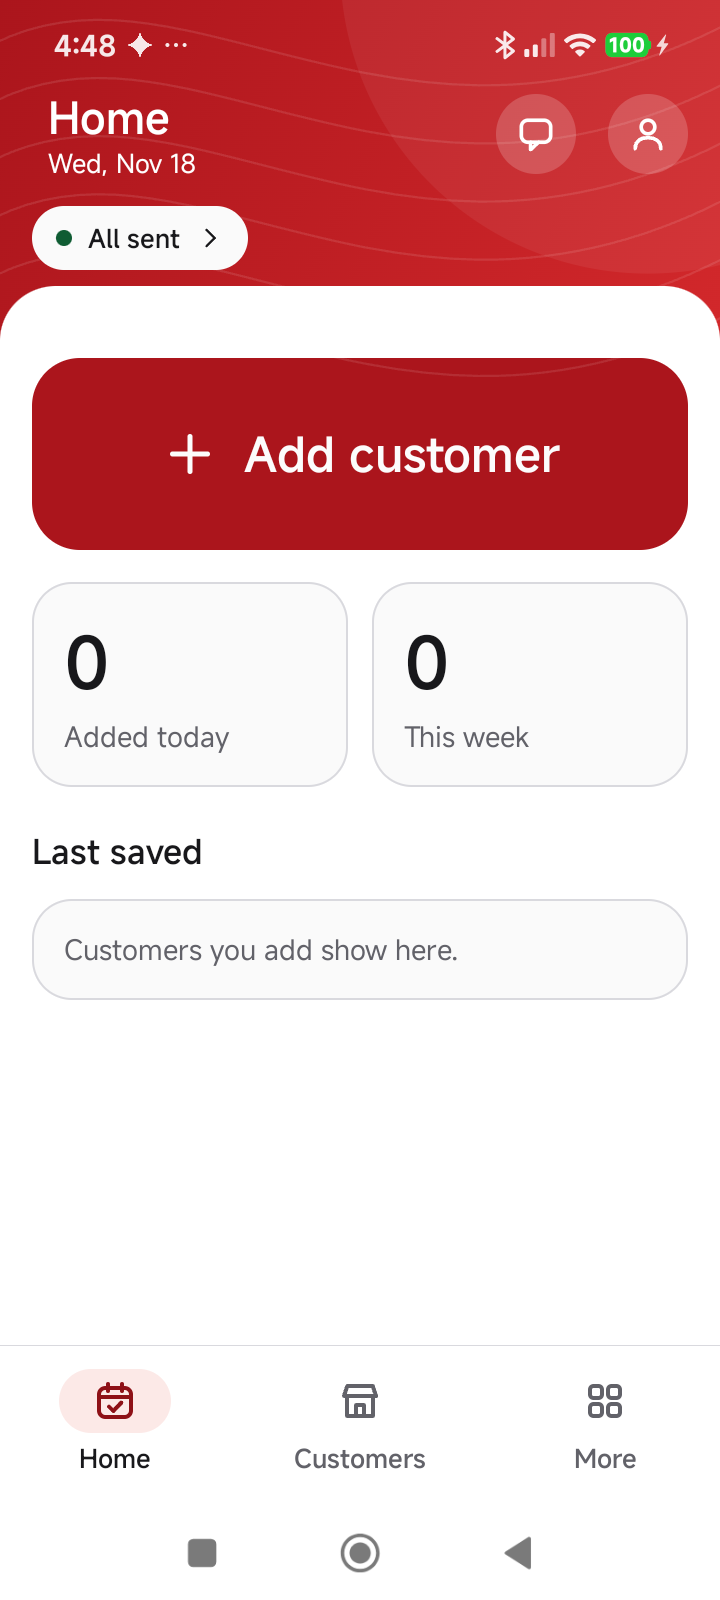 4:48
100
Home
Wed, Nov 18
All sent
Add customer
0
Added today
0
This week
Last saved
Customers you add show here.
Home
Customers
More